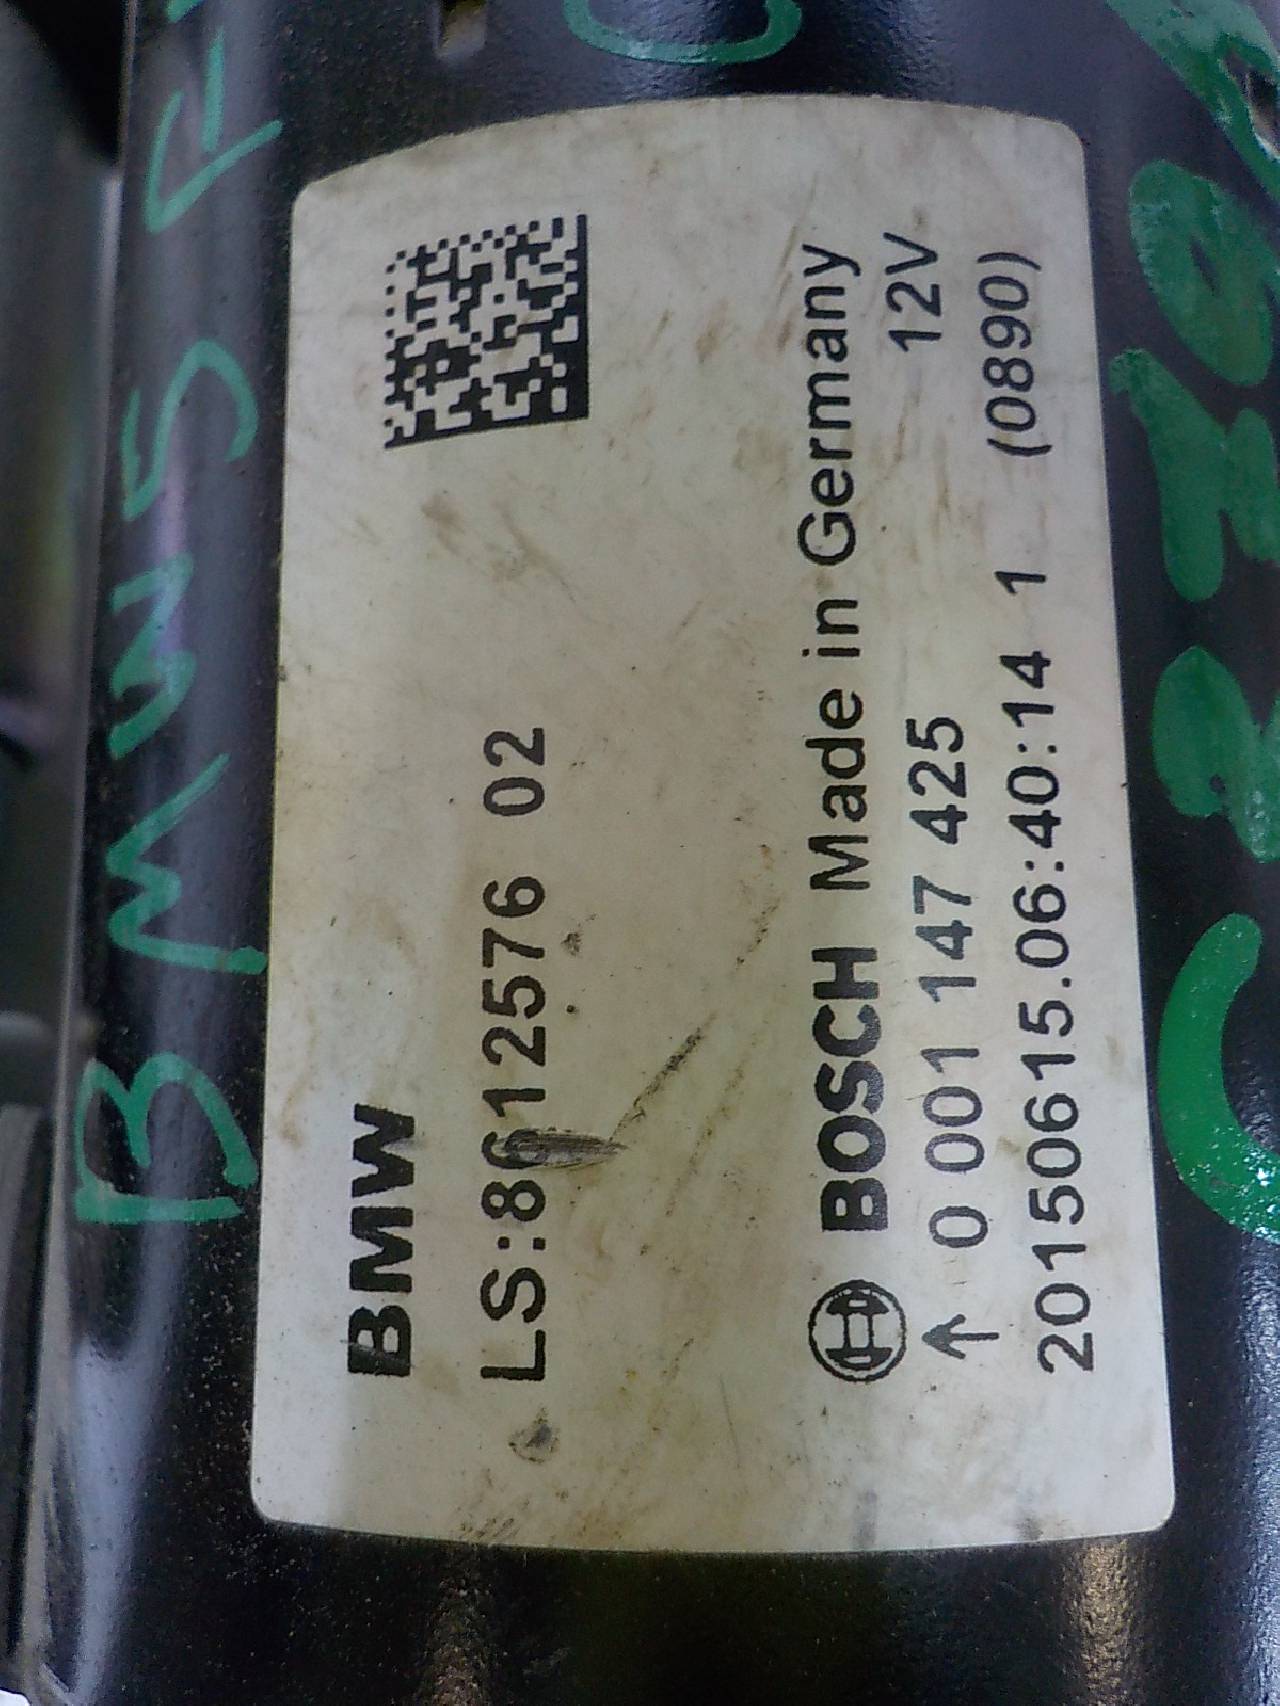 BMW 5 F
BMW
LS:8612576 02
BOSCH Made in Germany
0 001 147 425 12V
20150615.06:40:14 1 (0890)